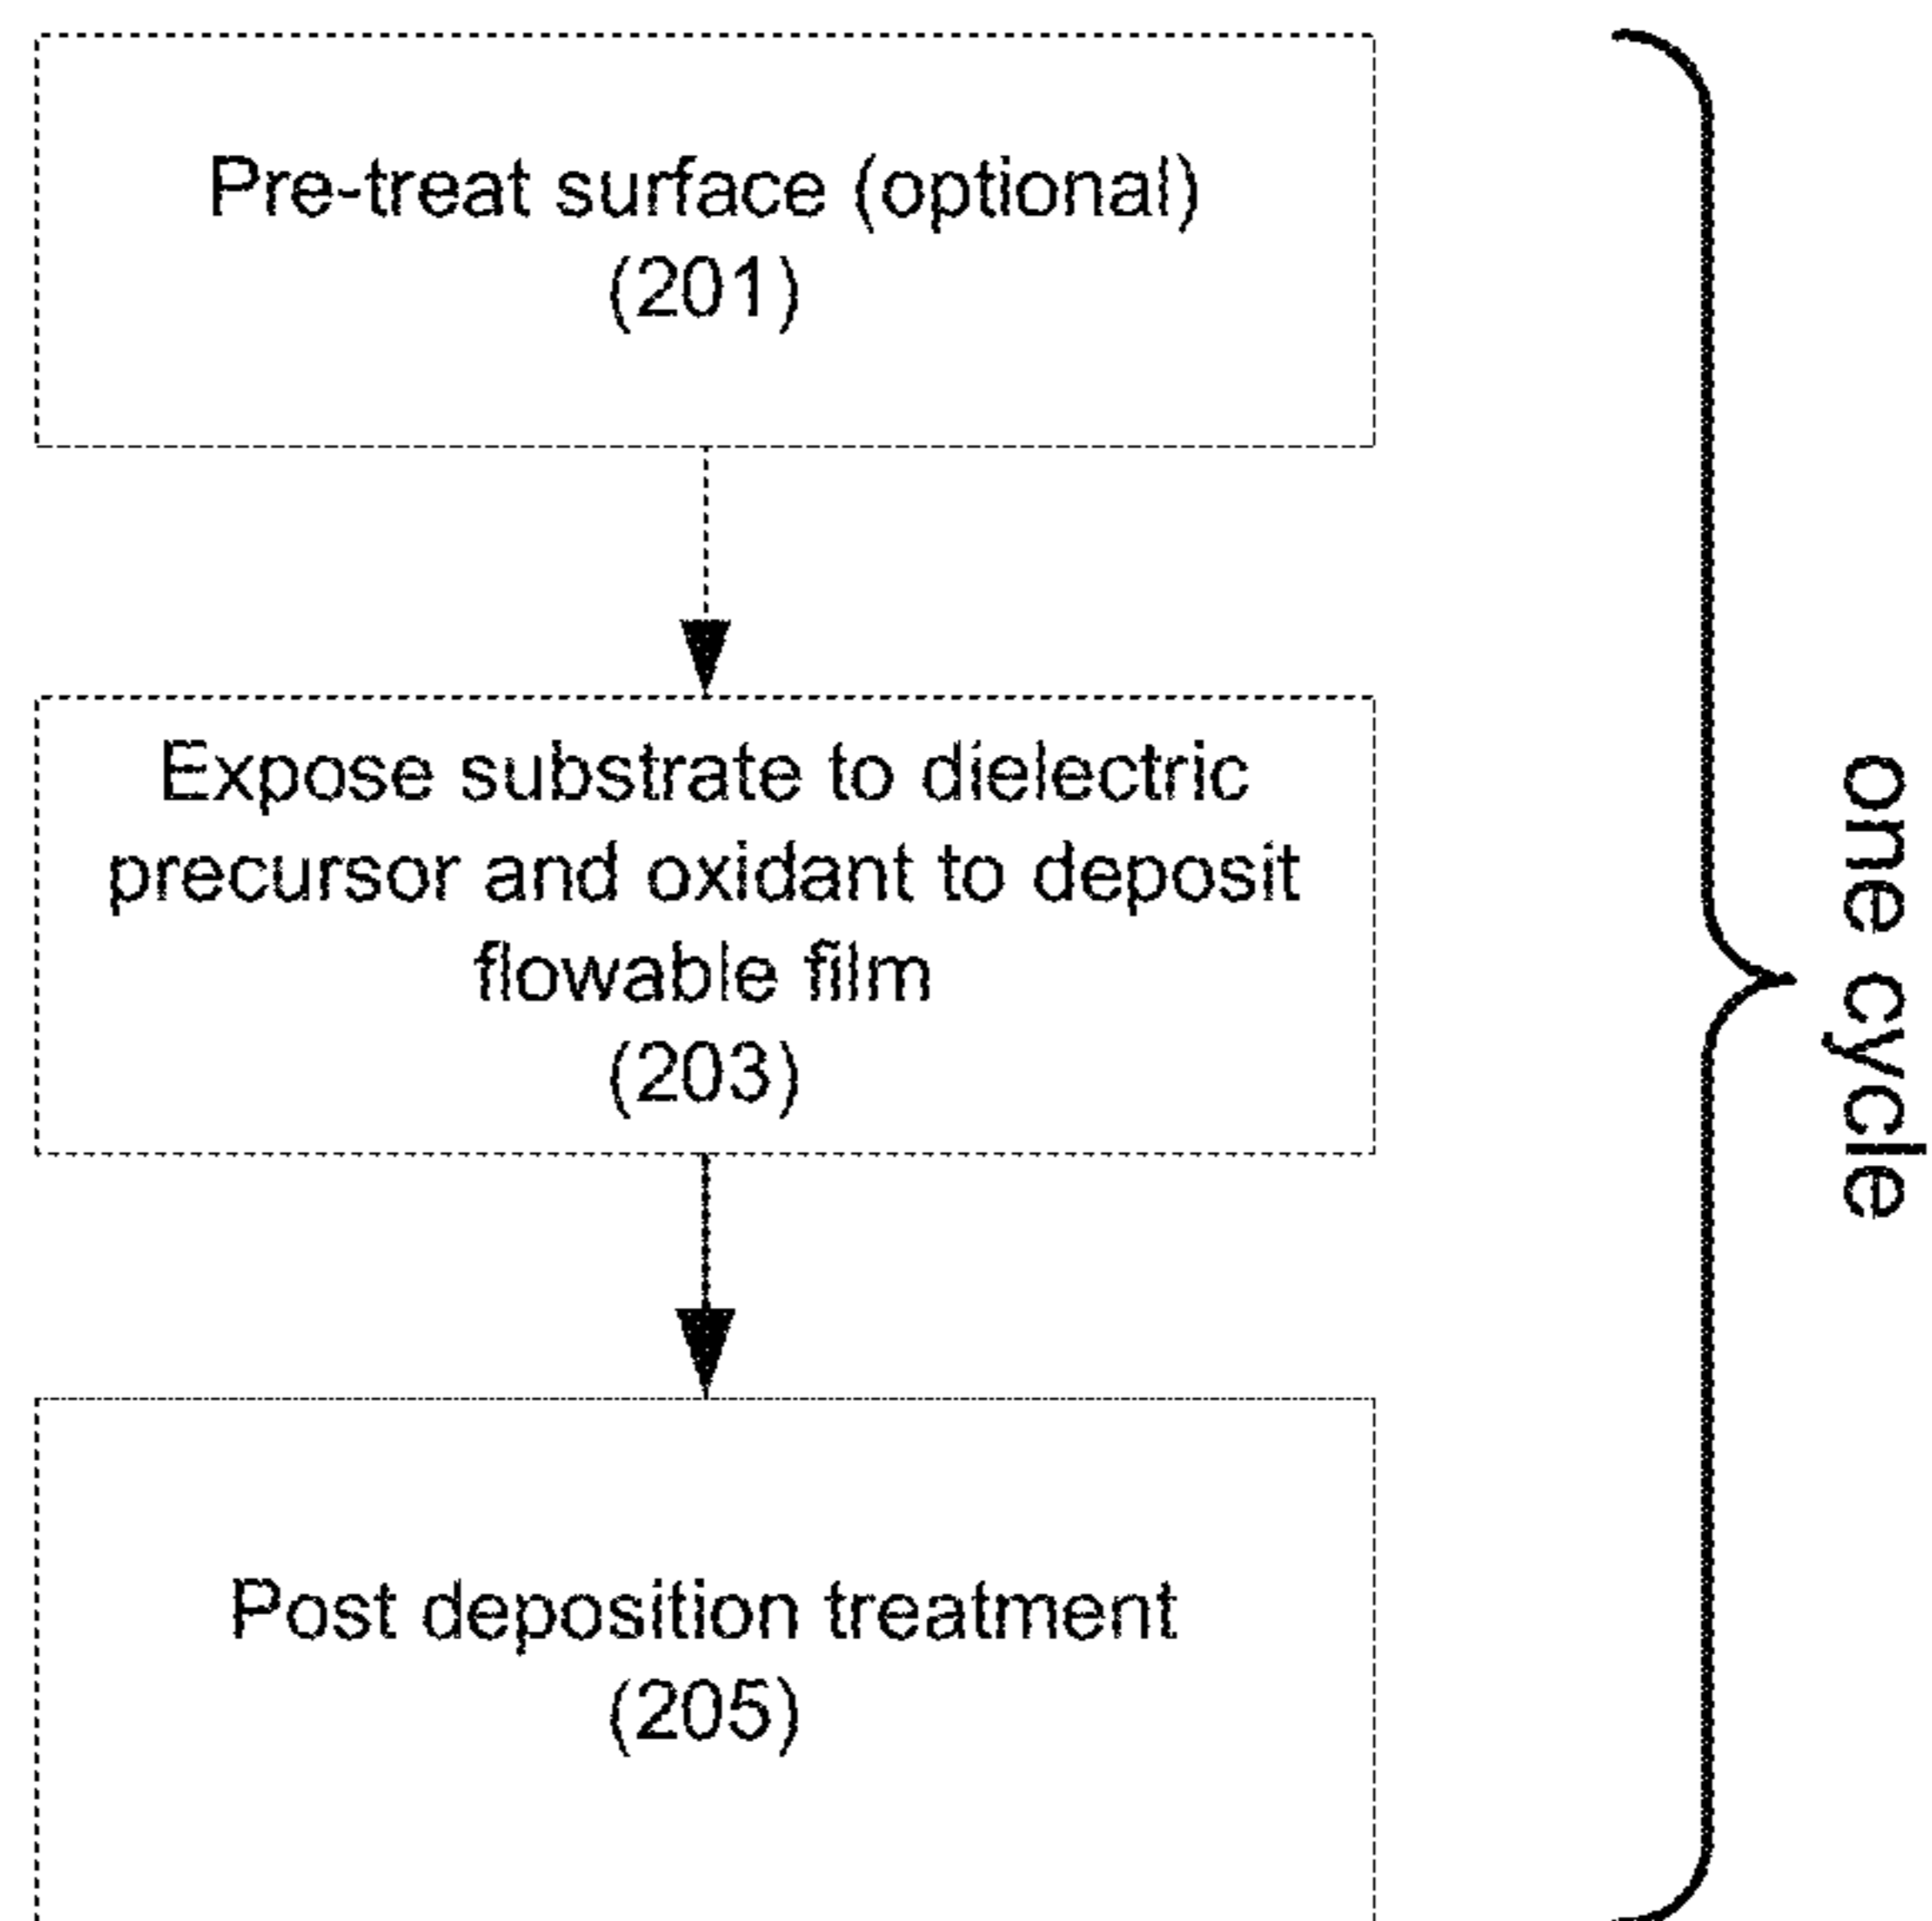 Pre-treat surface (optional)
(201)
Expose substrate to dielectric
precursor and oxidant to deposit
flowable film
(203)
Post deposition treatment
(205)
one cycle